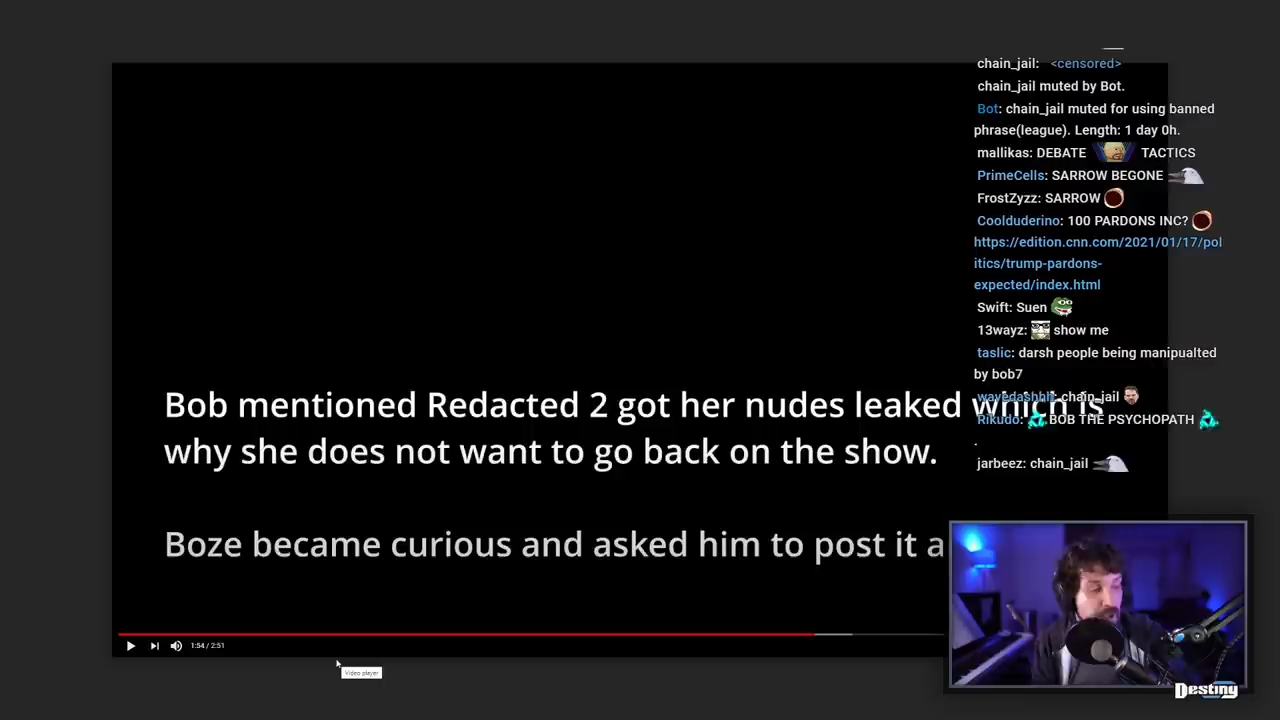 chain_jail: <censored>
chain_jail muted by Bot.
Bot: chain_jail muted for using banned
phrase(league). Length: 1 day 0h.
mallikas: DEBATE TACTICS
PrimeCells: SARROW BEGONE
FrostZyzz: SARROW
Coolduderino: 100 PARDONS INC?
https://edition.cnn.com/2021/01/17/pol
itics/trump-pardons-
expected/index.html
Swift: Suen
13wayz: show me
taslic: darsh people being manipualted
by bob7
wavedashhh: chain_jail
Rikudo: BOB THE PSYCHOPATH
.
jarbeez: chain_jail
Bob mentioned Redacted 2 got her nudes leaked which is
why she does not want to go back on the show.
Boze became curious and asked him to post it a
1:54 / 2:51
Video player
Destiny